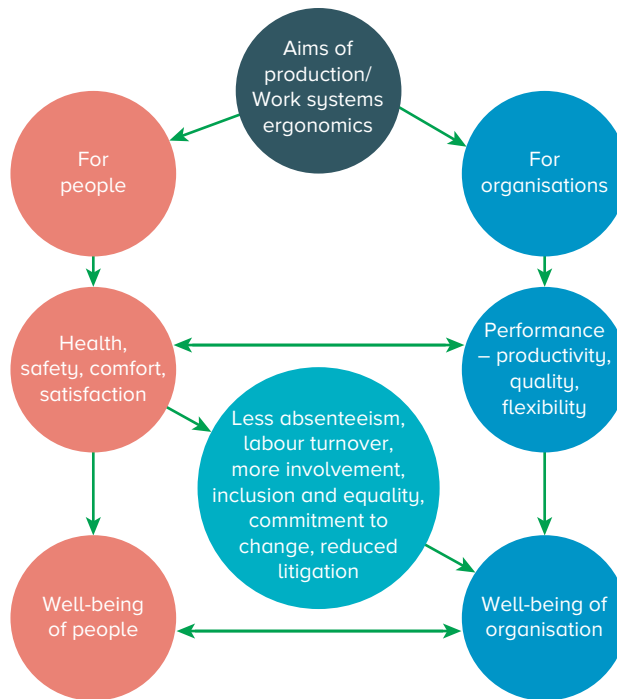 Aims of
production/
Work systems
ergonomics
For
people
For
organisations
Health,
safety, comfort,
satisfaction
Performance
– productivity,
quality,
flexibility
Less absenteeism,
labour turnover,
more involvement,
inclusion and equality,
commitment to
change, reduced
litigation
Well-being
of people
Well-being of
organisation